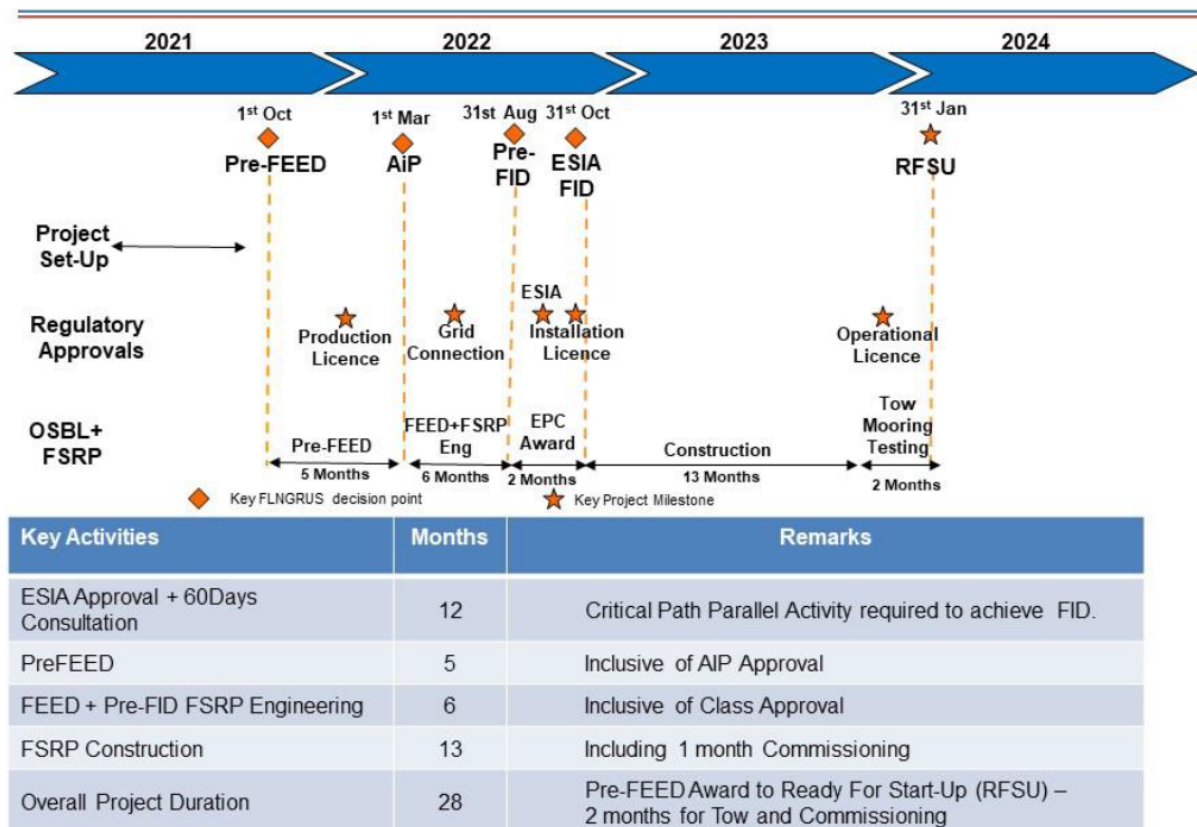 2021 2022 2023 2024
1st Oct 1st Mar 31st Aug 31st Oct 31st Jan
Pre-FEED AiP Pre- ESIA RFSU
FID FID
Project
Set-Up
ESIA
Regulatory
Approvals
Production Grid Installation Operational
Licence Connection Licence Licence
OSBL+
FSRP
Pre-FEED FEED+FSRP EPC Construction Tow
Eng Award Mooring
Testing
5 Months 6 Months 2 Months 13 Months 2 Months
Key FLNGRUS decision point Key Project Milestone
Key Activities Months Remarks
ESIA Approval + 60Days
Consultation 12 Critical Path Parallel Activity required to achieve FID.
PreFEED 5 Inclusive of AIP Approval
FEED + Pre-FID FSRP Engineering 6 Inclusive of Class Approval
FSRP Construction 13 Including 1 month Commissioning
Overall Project Duration 28 Pre-FEED Award to Ready For Start-Up (RFSU) –
2 months for Tow and Commissioning